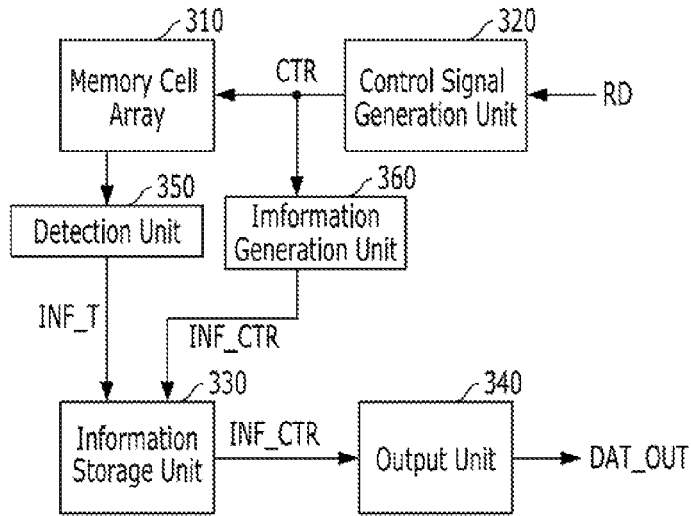 310
320
Memory Cell
Array
CTR
Control Signal
Generation Unit
RD
350
360
Detection Unit
Imformation
Generation Unit
INF_T
INF_CTR
330
340
Information
Storage Unit
INF_CTR
Output Unit
DAT_OUT